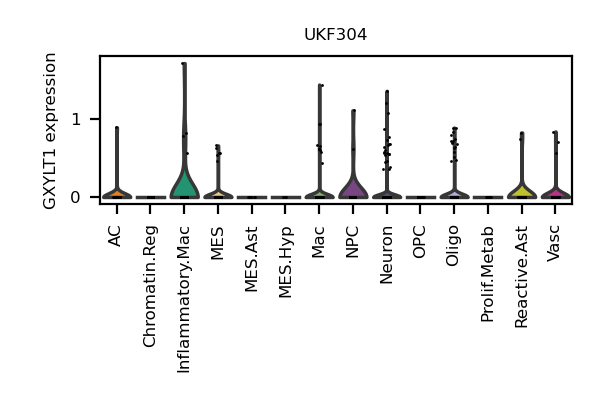 UKF304
GXYLT1 expression
1
0
AC
Chromatin.Reg
Inflammatory.Mac
MES
MES.Ast
MES.Hyp
Mac
NPC
Neuron
OPC
Oligo
Prolif.Metab
Reactive.Ast
Vasc